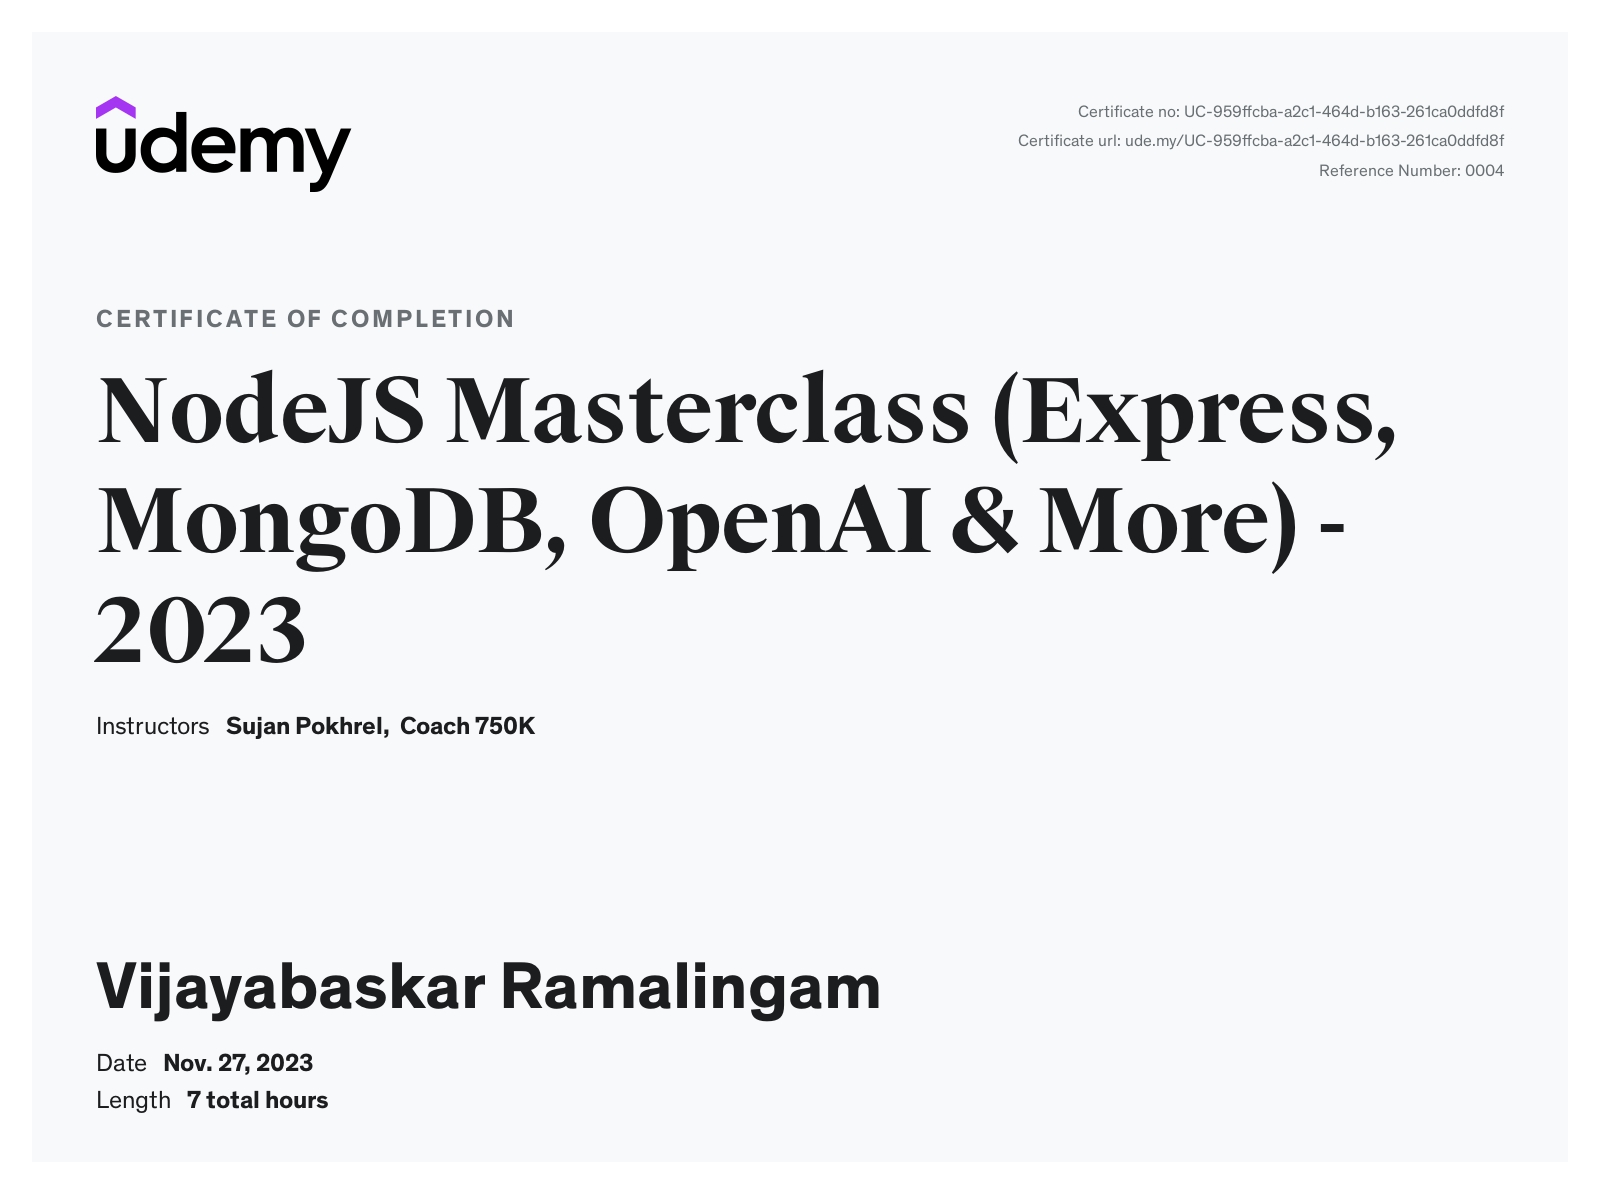 udemy
Certificate no: UC-959ffcba-a2c1-464d-b163-261ca0ddfd8f
Certificate url: ude.my/UC-959ffcba-a2c1-464d-b163-261ca0ddfd8f
Reference Number: 0004
CERTIFICATE OF COMPLETION
NodeJS Masterclass (Express,
MongoDB, OpenAI & More) -
2023
Instructors Sujan Pokhrel, Coach 750K
Vijayabaskar Ramalingam
Date Nov. 27, 2023
Length 7 total hours